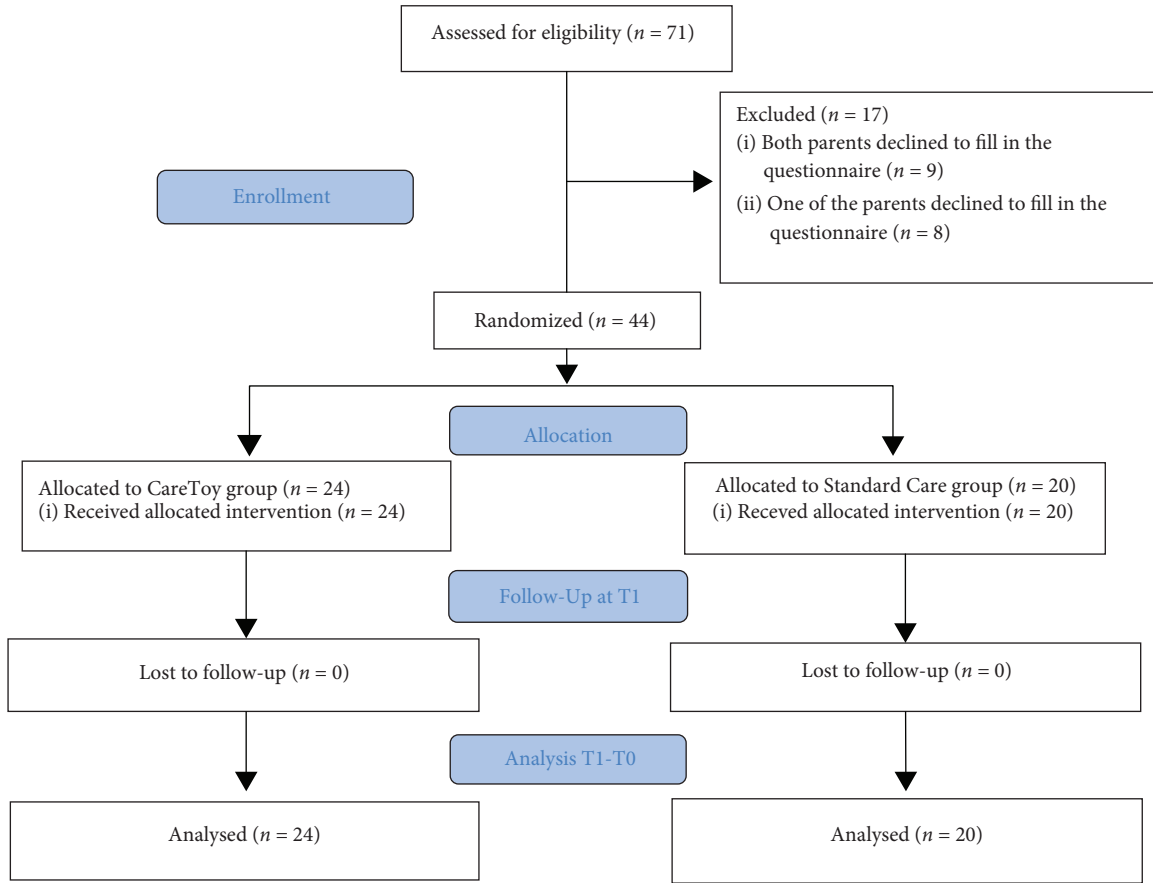 Assessed for eligibility (n = 71)
Excluded (n = 17)
(i) Both parents declined to fill in the
questionnaire (n = 9)
(ii) One of the parents declined to fill in the
questionnaire (n = 8)
Enrollment
Randomized (n = 44)
Allocation
Allocated to CareToy group (n = 24)
(i) Received allocated intervention (n = 24)
Allocated to Standard Care group (n = 20)
(i) Receved allocated intervention (n = 20)
Follow-Up at T1
Lost to follow-up (n = 0)
Lost to follow-up (n = 0)
Analysis T1-T0
Analysed (n = 24)
Analysed (n = 20)